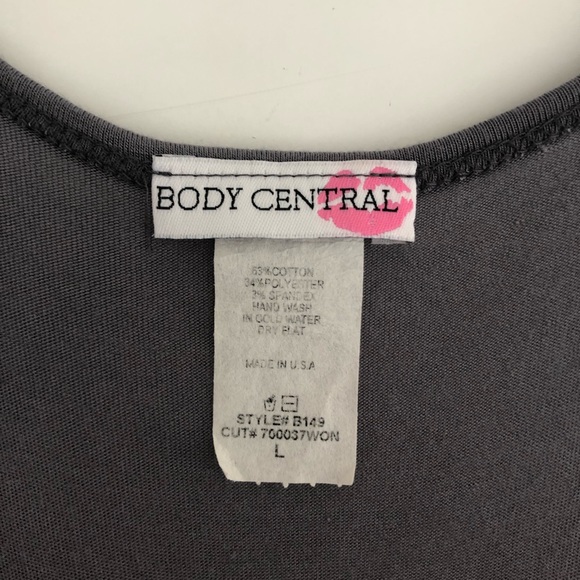 BODY CENTRAL
63% COTTON
34% POLYESTER
3% SPANDEX
HAND WASH
IN COLD WATER
DRY FLAT
MADE IN U.S.A
STYLE# B149
CUT# 700037WON
L